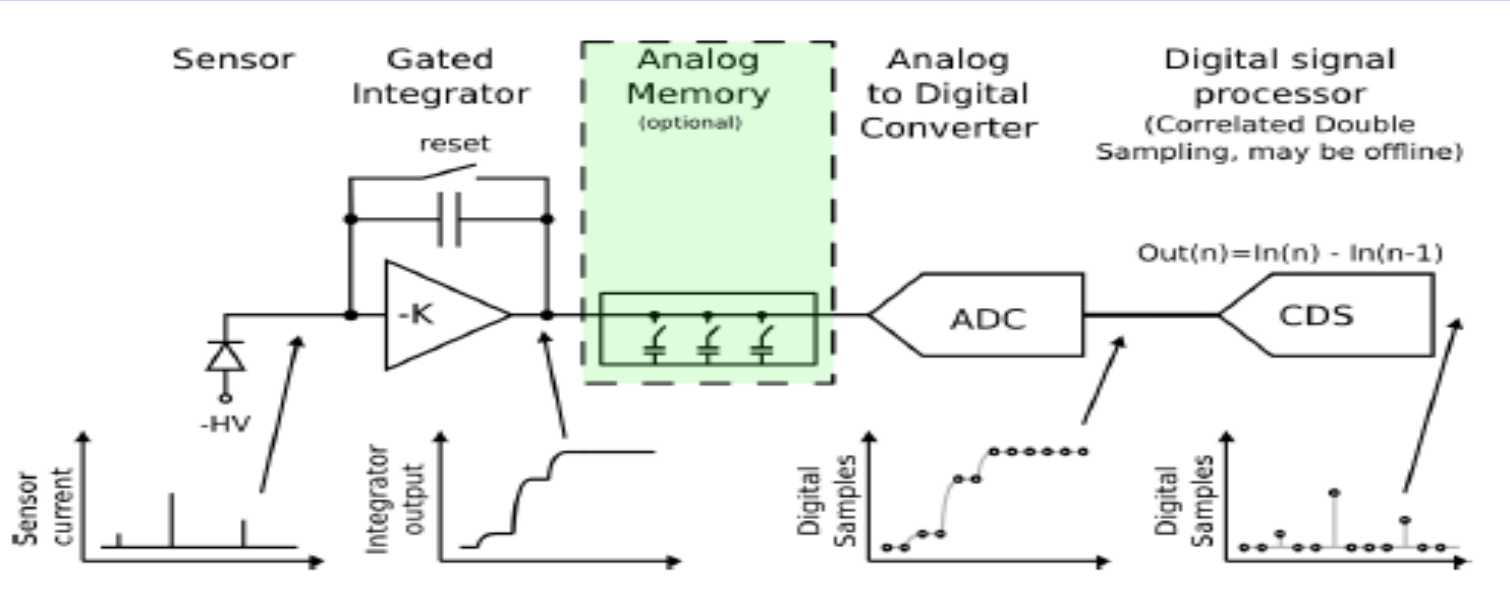 Sensor
Gated
Integrator
reset
Analog
Memory
(optional)
Analog
to Digital
Converter
Digital signal
processor
(Correlated Double
Sampling, may be offline)
Out(n)=In(n) - In(n-1)
-K
ADC
CDS
-HV
Sensor
current
Integrator
output
Digital
Samples
Digital
Samples